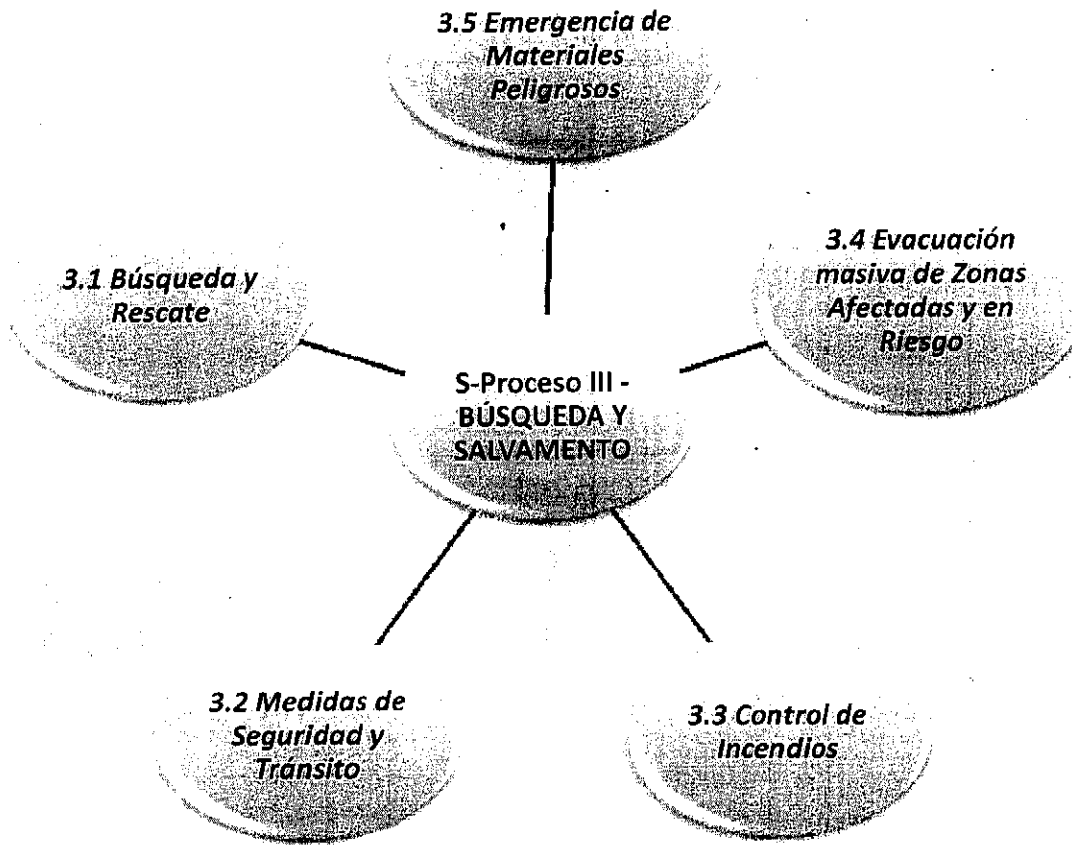 3.5 Emergencia de
Materiales
Peligrosos
3.1 Búsqueda y
Rescate
3.4 Evacuación
masiva de Zonas
Afectadas y en
Riesgo
S-Proceso III -
BÚSQUEDA Y
SALVAMENTO
3.2 Medidas de
Seguridad y
Tránsito
3.3 Control de
Incendios